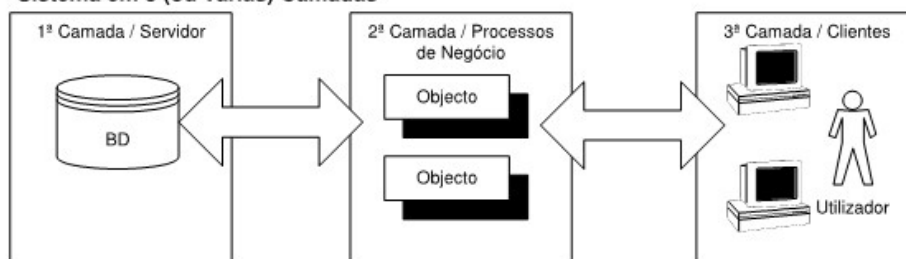 Sistema em 3 (ou várias) Camadas
1ª Camada / Servidor
BD
2ª Camada / Processos
de Negócio
Objecto
Objecto
3ª Camada / Clientes
Utilizador